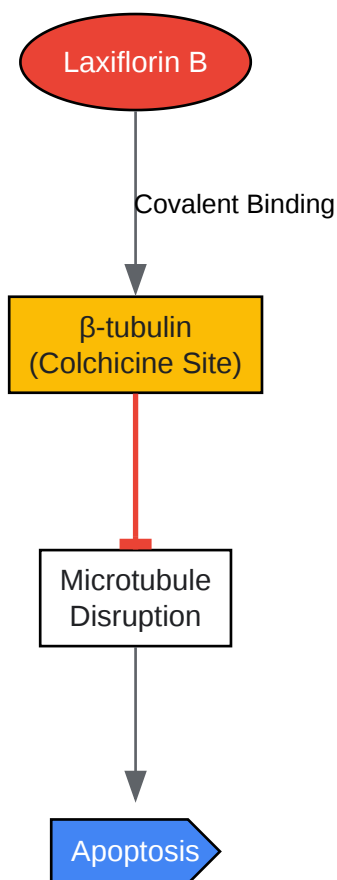 Laxiflorin B
Covalent Binding
β-tubulin
(Colchicine Site)
Microtubule
Disruption
Apoptosis